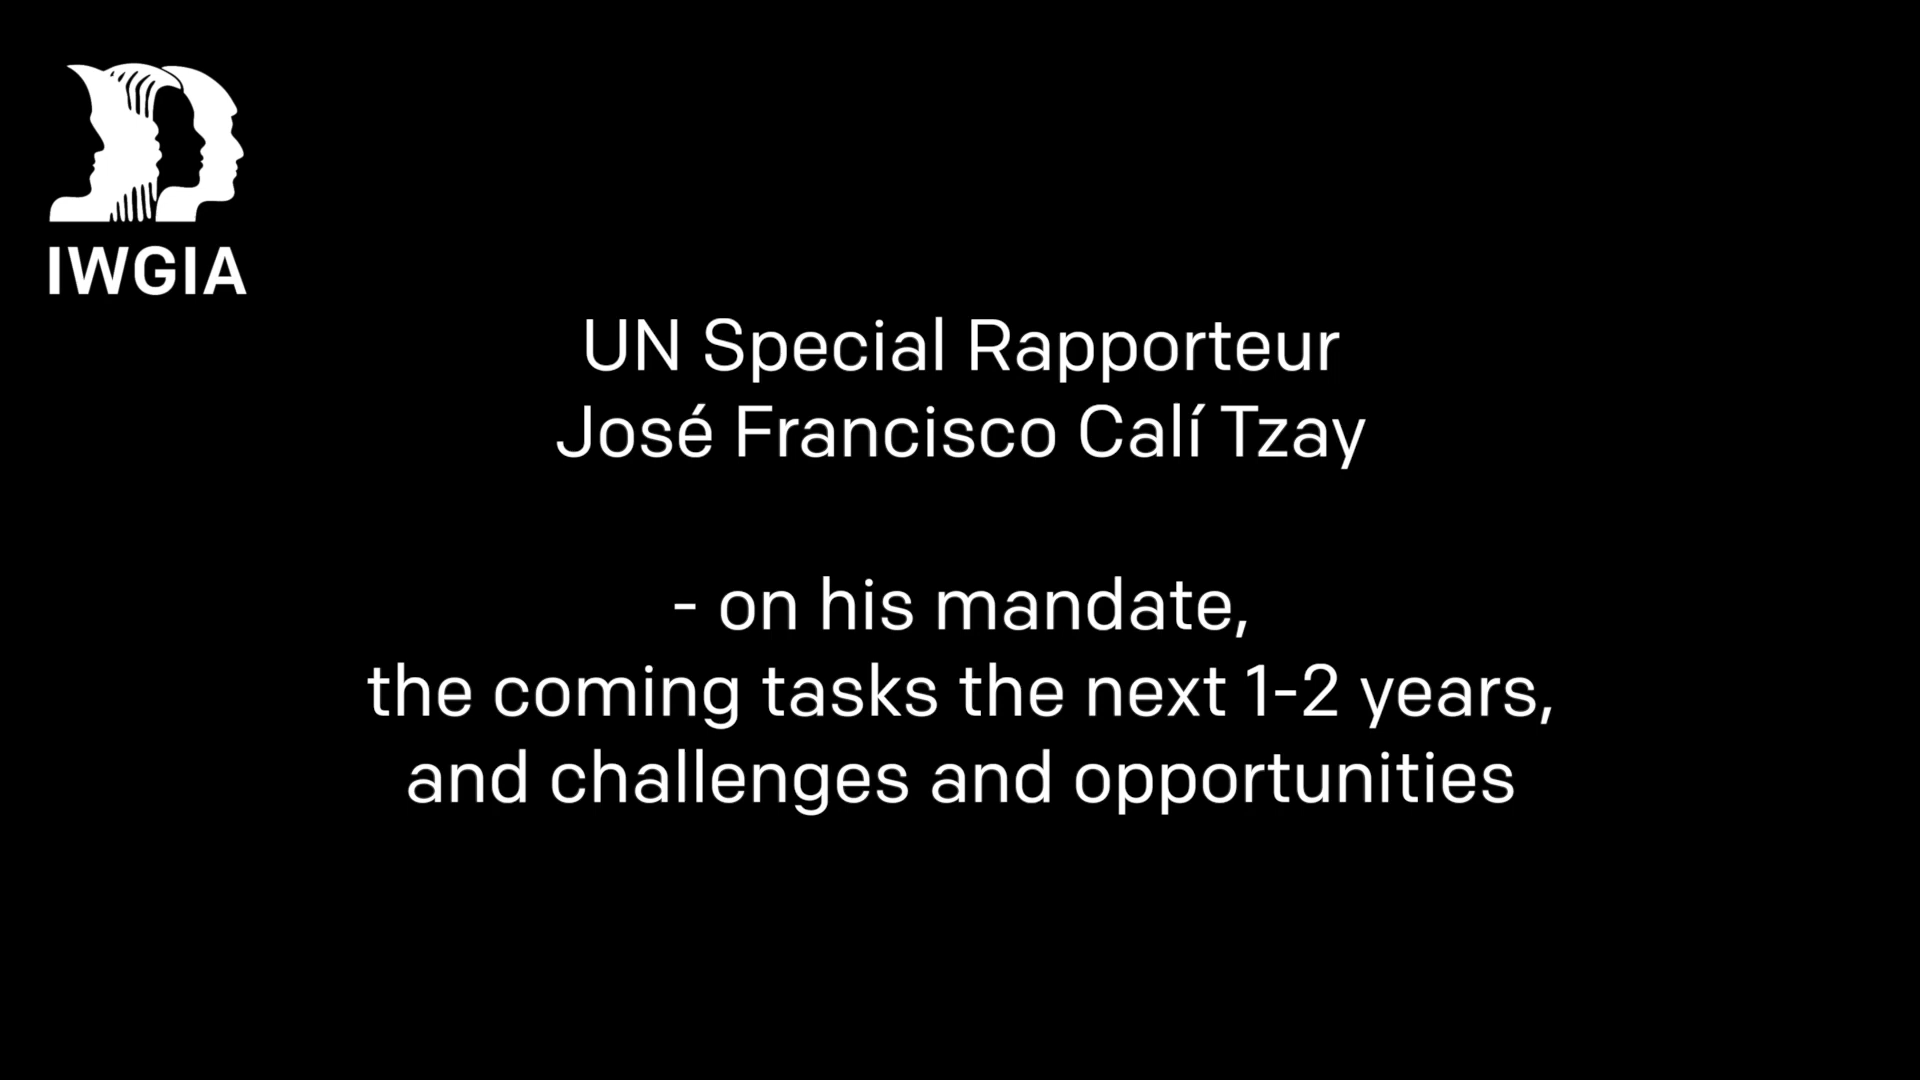 IWGIA
UN Special Rapporteur
José Francisco Calí Tzay
- on his mandate,
the coming tasks the next 1-2 years,
and challenges and opportunities